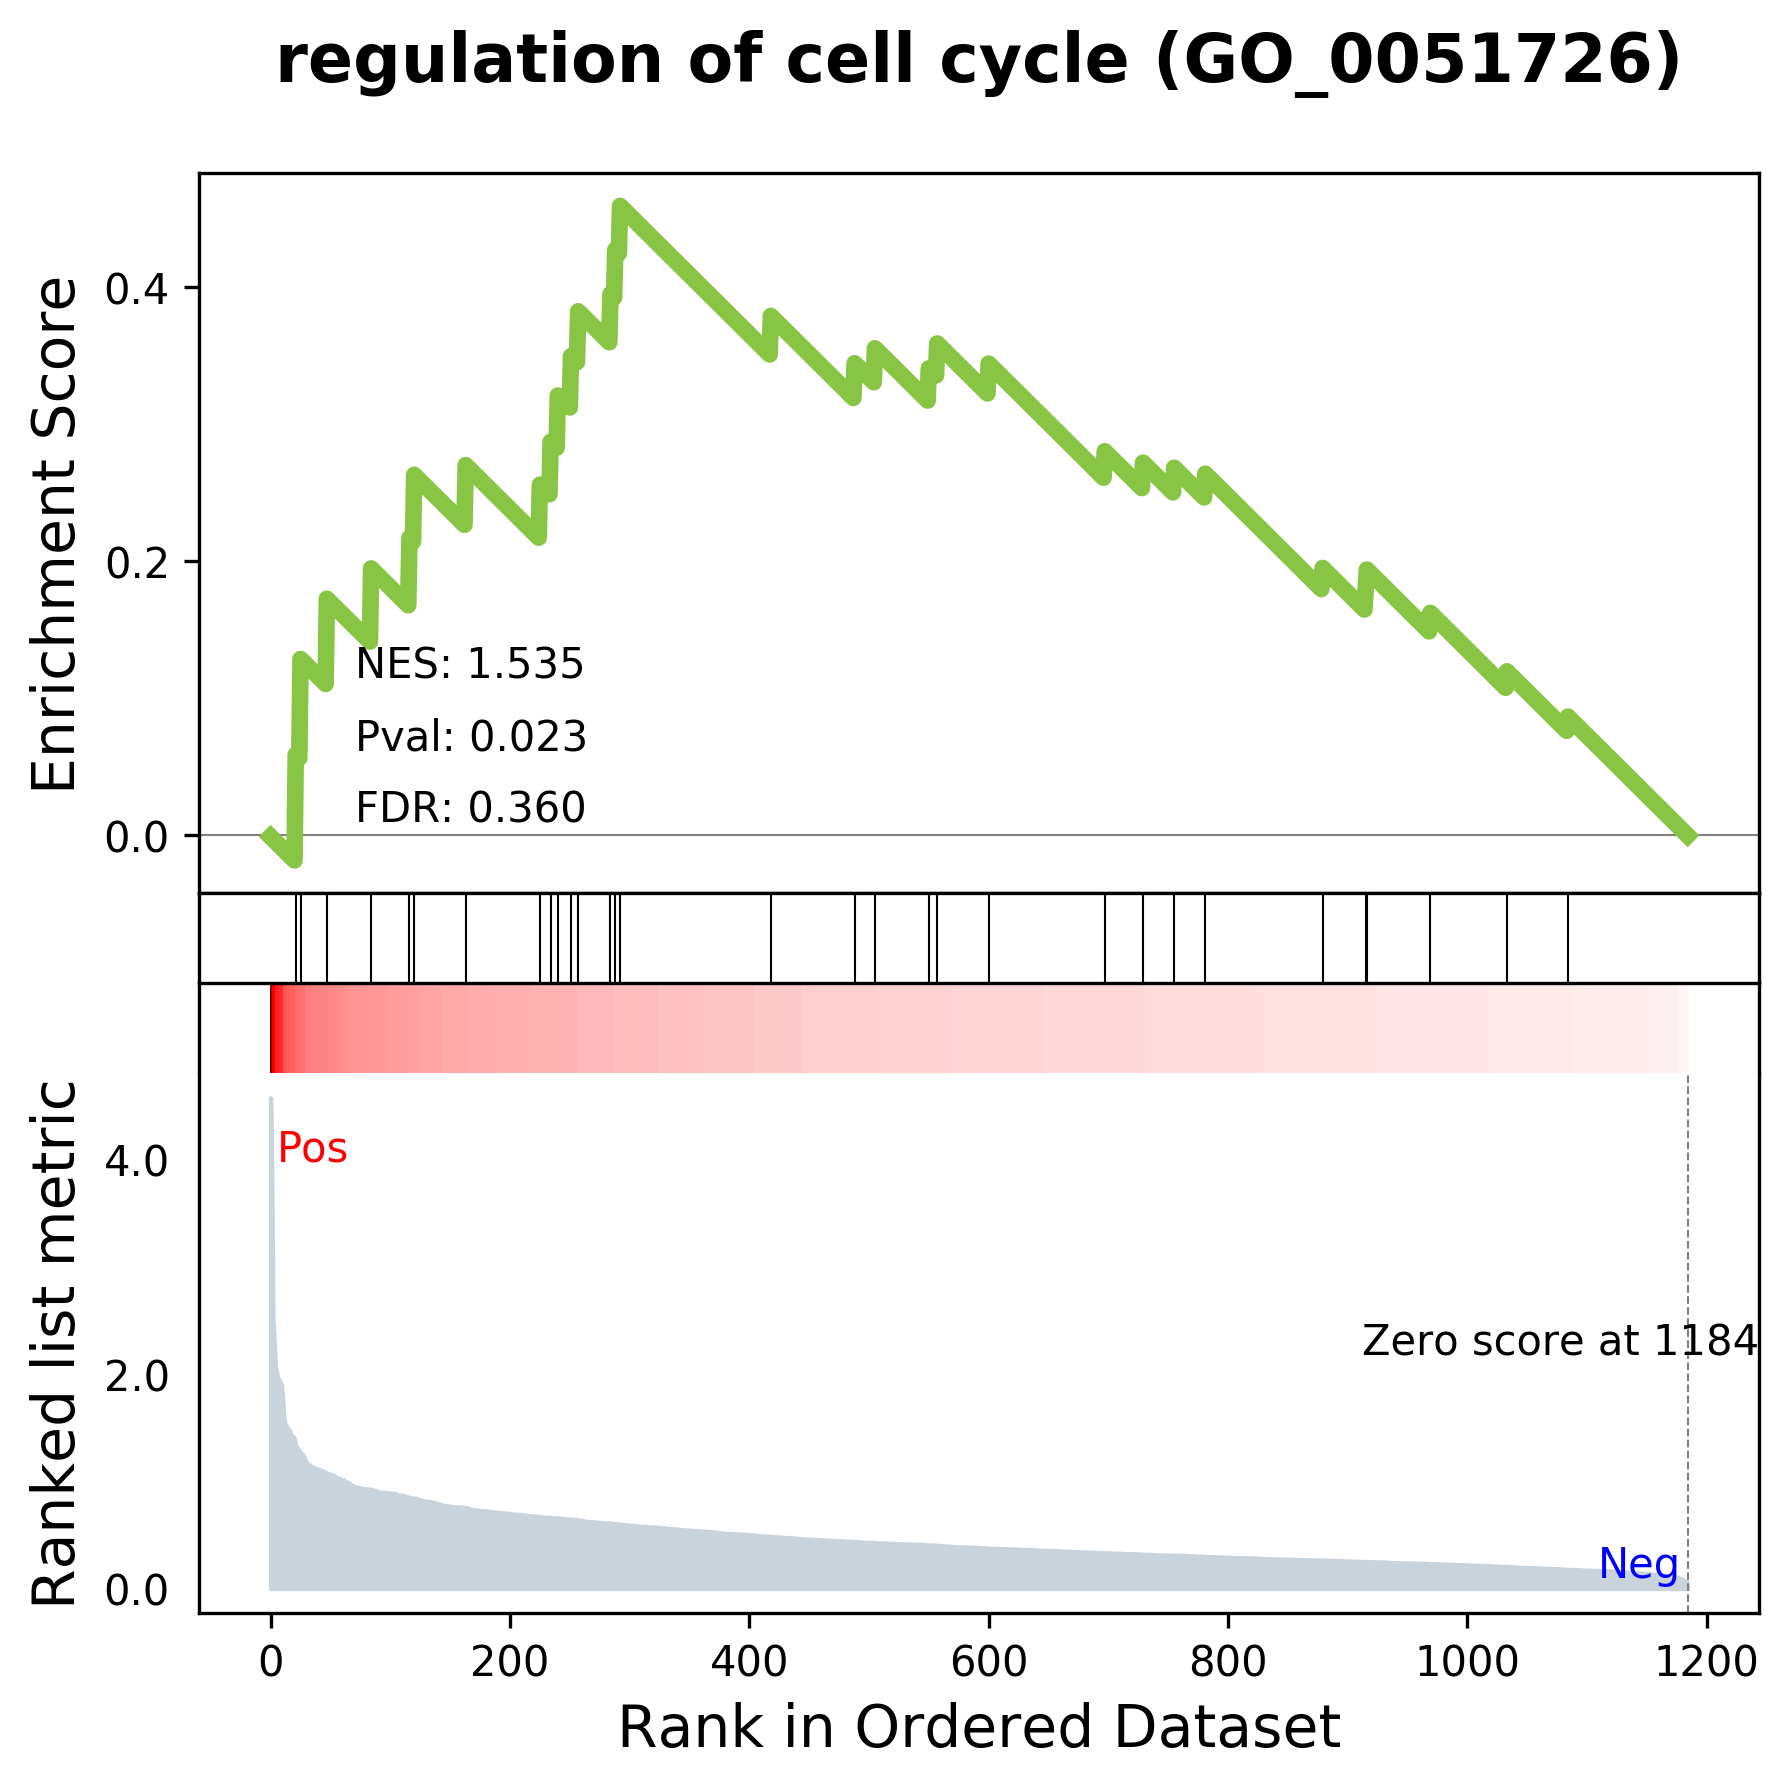 regulation of cell cycle (GO_0051726)
Enrichment Score
0.4
0.2
0.0
NES: 1.535
Pval: 0.023
FDR: 0.360
Ranked list metric
4.0
2.0
0.0
Pos
Zero score at 1184
Neg
0 200 400 600 800 1000 1200
Rank in Ordered Dataset